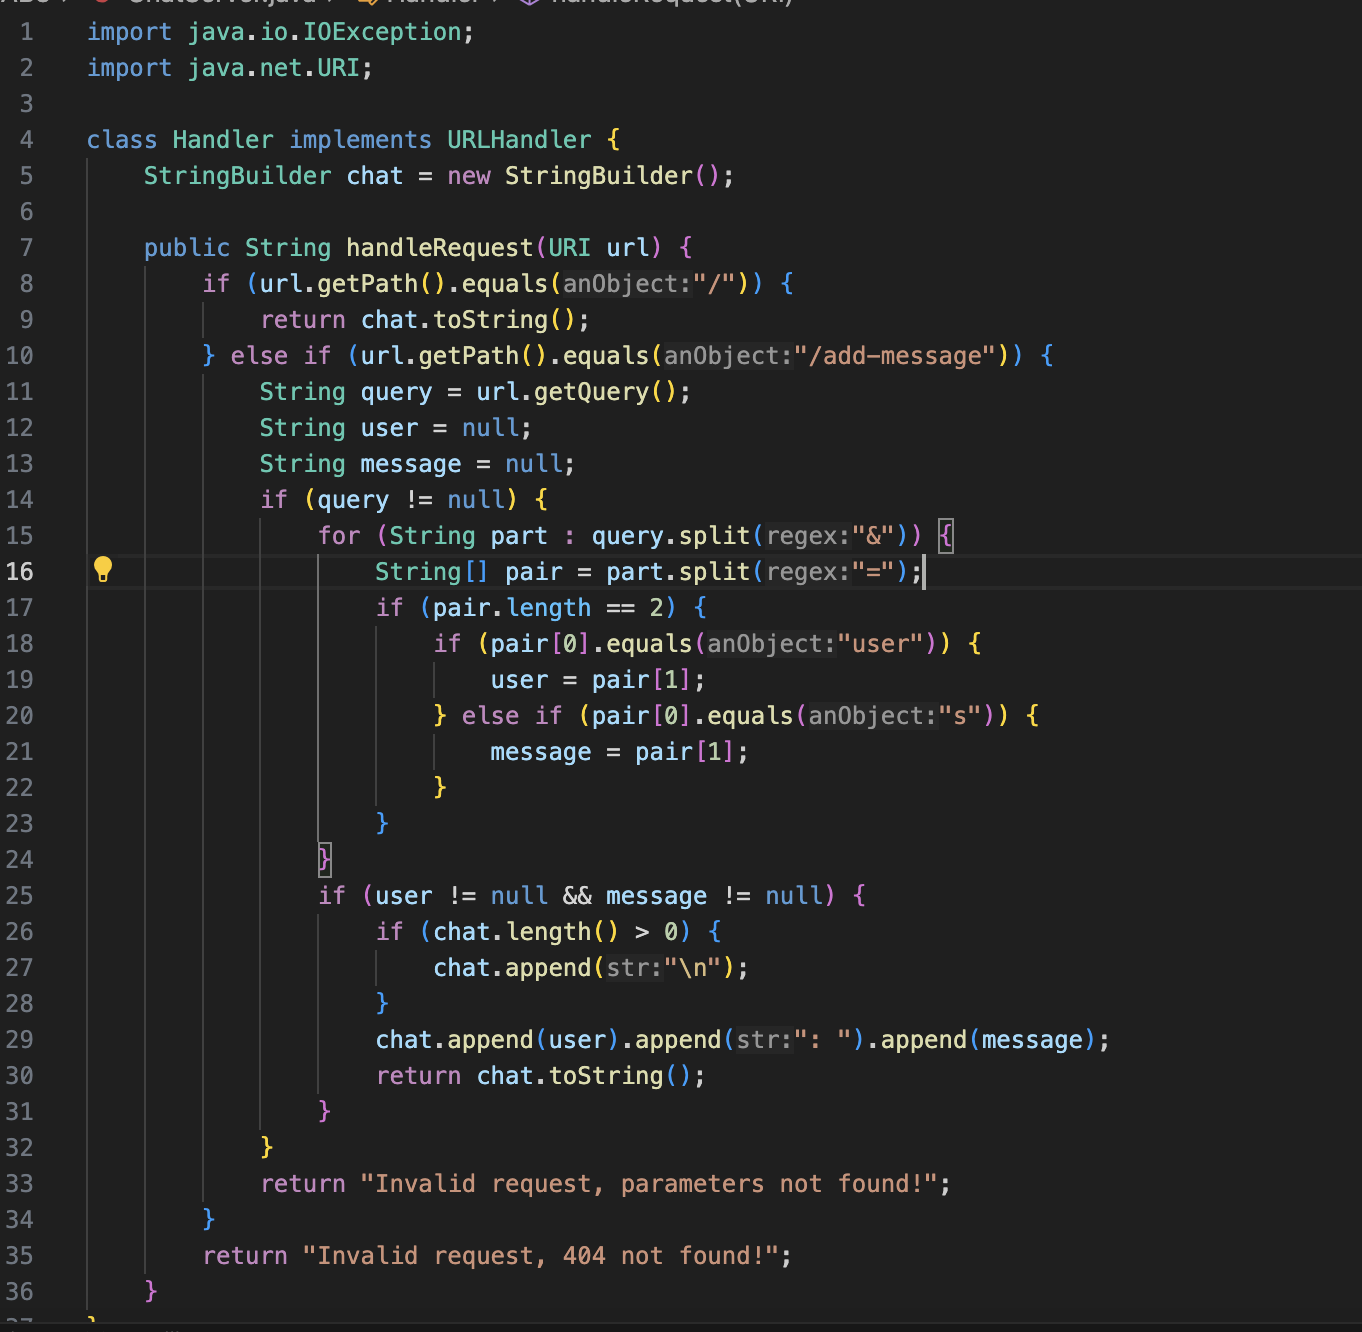 1 import java.io.IOException;
2 import java.net.URI;
3
4 class Handler implements URLHandler {
5 StringBuilder chat = new StringBuilder();
6
7 public String handleRequest(URI url) {
8 if (url.getPath().equals(anObject:"/")) {
9 return chat.toString();
10 } else if (url.getPath().equals(anObject:"/add-message")) {
11 String query = url.getQuery();
12 String user = null;
13 String message = null;
14 if (query != null) {
15 for (String part : query.split(regex:"&")) {
16 String[] pair = part.split(regex:"=");
17 if (pair.length == 2) {
18 if (pair[0].equals(anObject:"user")) {
19 user = pair[1];
20 } else if (pair[0].equals(anObject:"s")) {
21 message = pair[1];
22 }
23 }
24 }
25 if (user != null && message != null) {
26 if (chat.length() > 0) {
27 chat.append(str:"\n");
28 }
29 chat.append(user).append(str:": ").append(message);
30 return chat.toString();
31 }
32 }
33 return "Invalid request, parameters not found!";
34 }
35 return "Invalid request, 404 not found!";
36 }